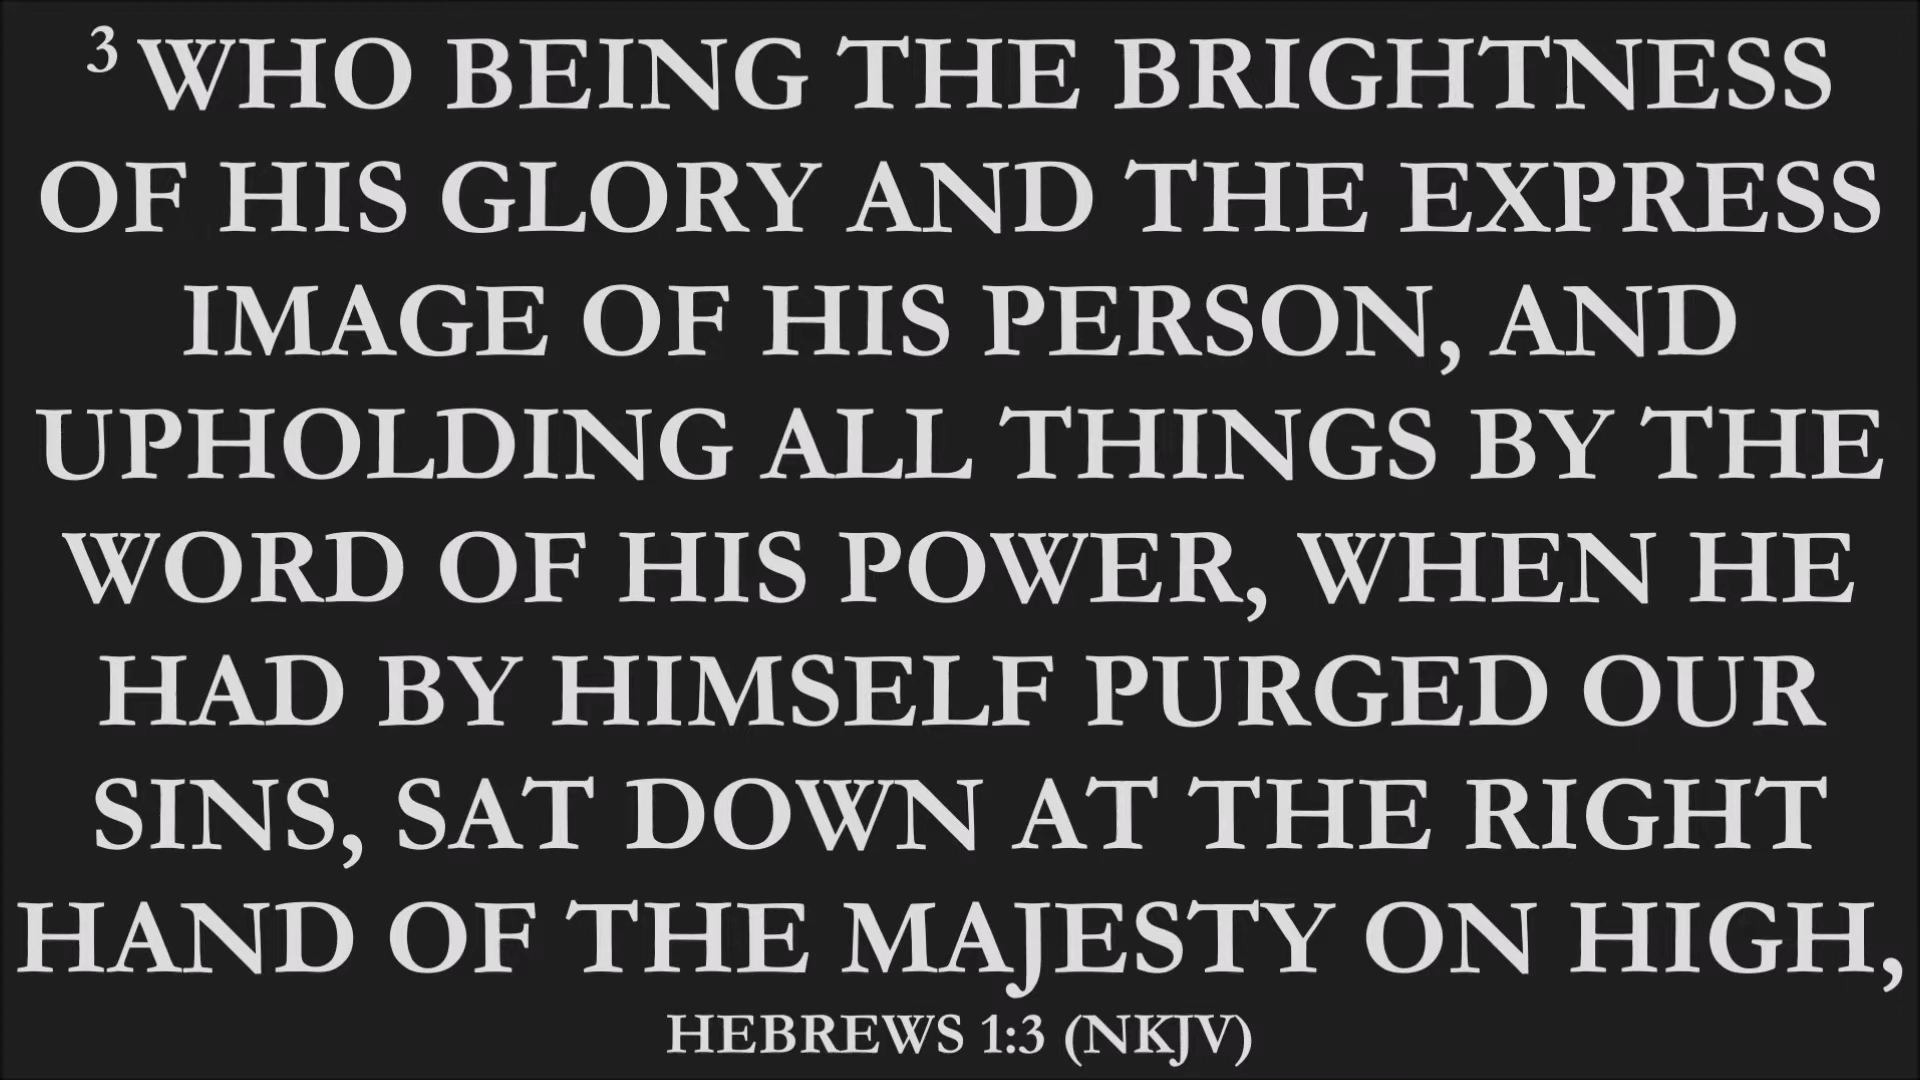 3 WHO BEING THE BRIGHTNESS
OF HIS GLORY AND THE EXPRESS
IMAGE OF HIS PERSON, AND
UPHOLDING ALL THINGS BY THE
WORD OF HIS POWER, WHEN HE
HAD BY HIMSELF PURGED OUR
SINS, SAT DOWN AT THE RIGHT
HAND OF THE MAJESTY ON HIGH,
HEBREWS 1:3 (NKJV)